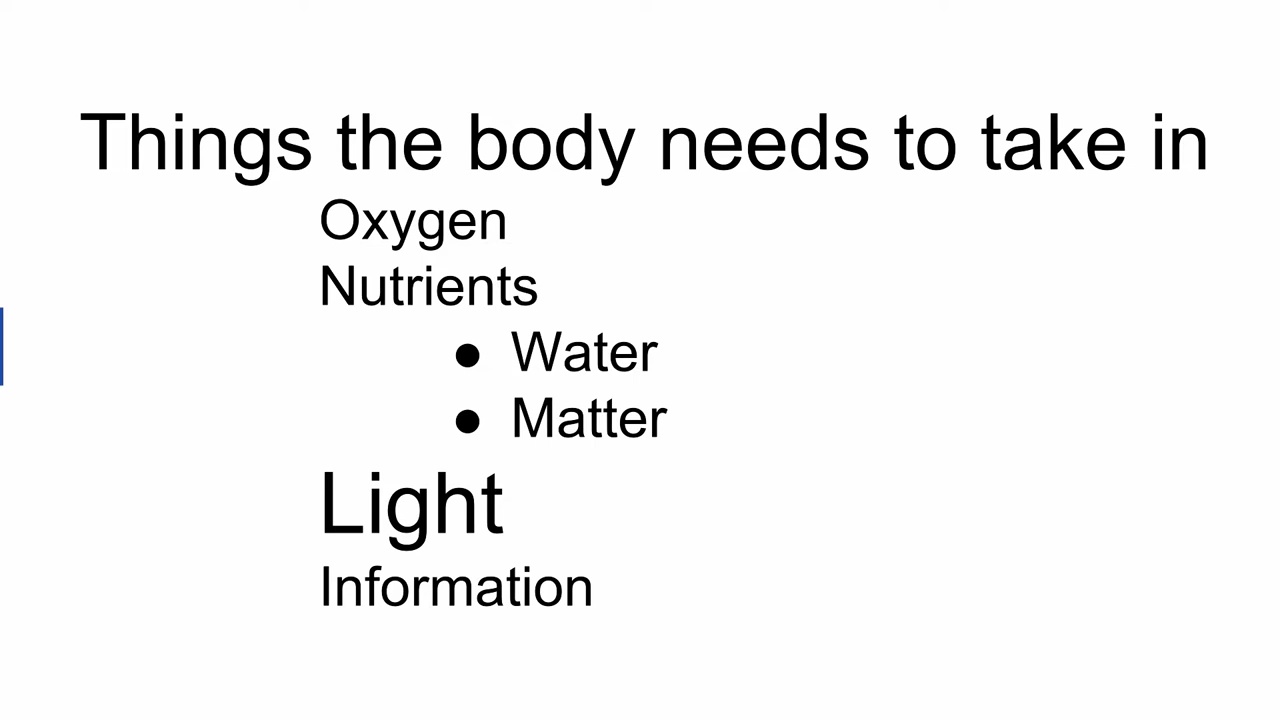 Things the body needs to take in
Oxygen
Nutrients
● Water
● Matter
Light
Information